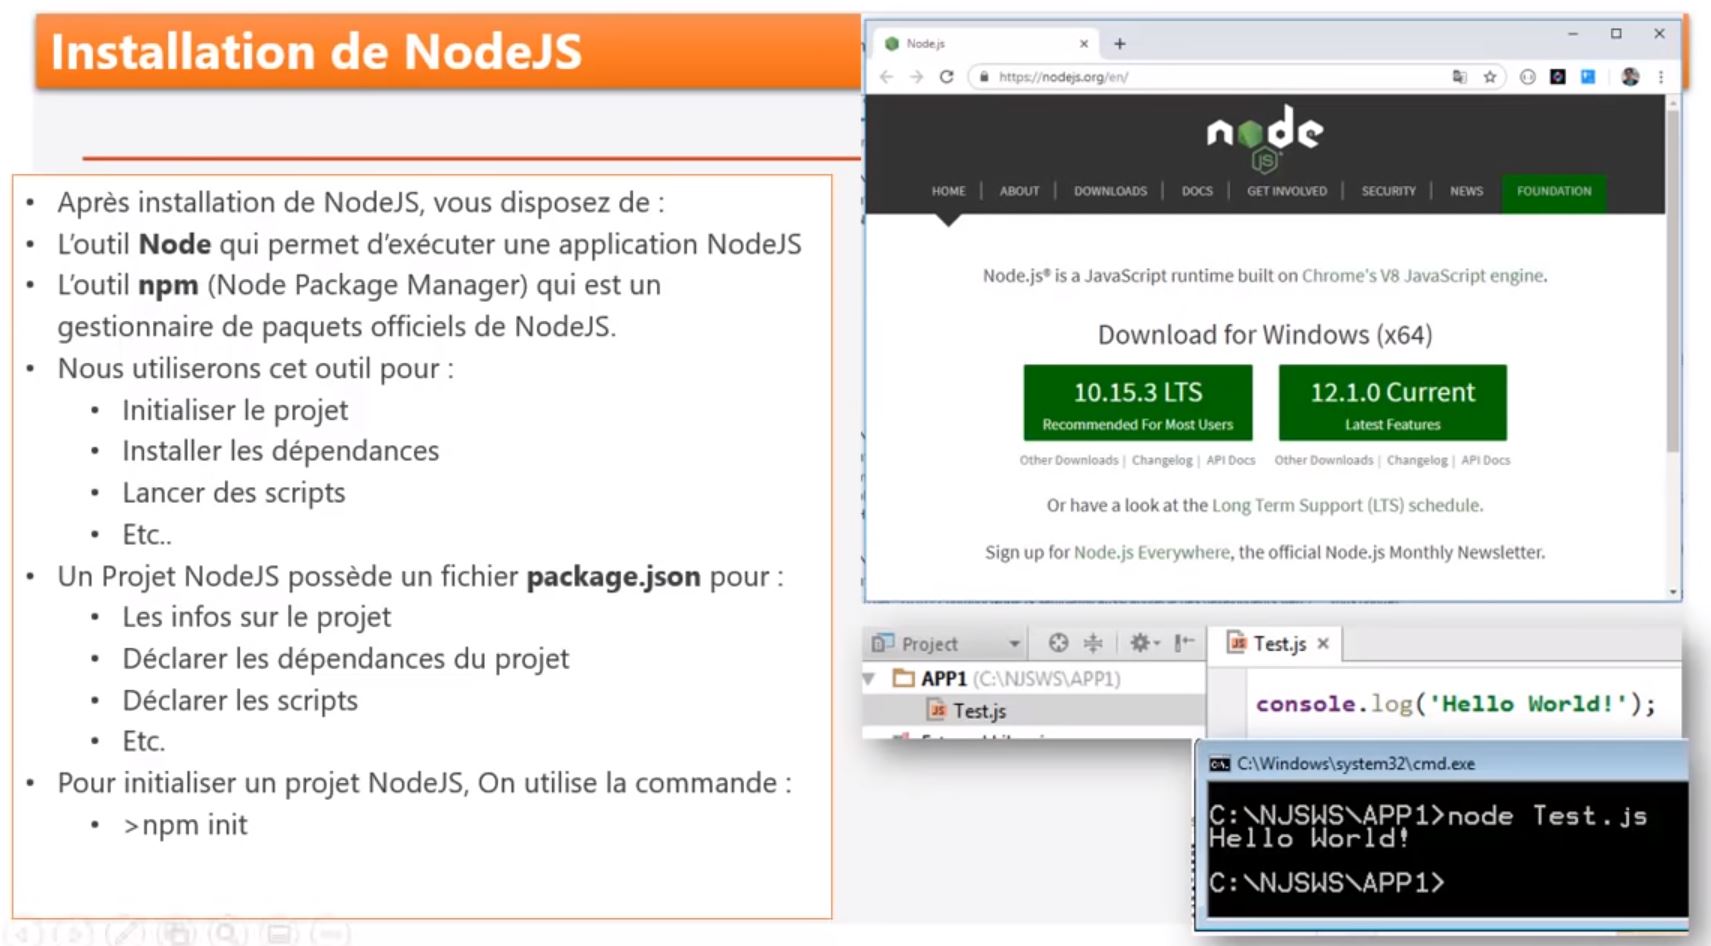 Installation de NodeJS
• Après installation de NodeJS, vous disposez de :
• L'outil Node qui permet d'exécuter une application NodeJS
• L'outil npm (Node Package Manager) qui est un
gestionnaire de paquets officiels de NodeJS.
• Nous utiliserons cet outil pour :
• Initialiser le projet
• Installer les dépendances
• Lancer des scripts
• Etc..
• Un Projet NodeJS possède un fichier package.json pour :
• Les infos sur le projet
• Déclarer les dépendances du projet
• Déclarer les scripts
• Etc.
• Pour initialiser un projet NodeJS, On utilise la commande :
• >npm init
Node.js
https://nodejs.org/en/
node
JS
HOME | ABOUT | DOWNLOADS | DOCS | GET INVOLVED | SECURITY | NEWS FOUNDATION
Node.js® is a JavaScript runtime built on Chrome's V8 JavaScript engine.
Download for Windows (x64)
10.15.3 LTS
Recommended For Most Users
12.1.0 Current
Latest Features
Other Downloads | Changelog | API Docs
Other Downloads | Changelog | API Docs
Or have a look at the Long Term Support (LTS) schedule.
Sign up for Node.js Everywhere, the official Node.js Monthly Newsletter.
Project
APP1 (C:\NJSWS\APP1)
Test.js
Test.js
console.log('Hello World!');
C:\Windows\system32\cmd.exe
C:\NJSWS\APP1>node Test.js
Hello World!
C:\NJSWS\APP1>